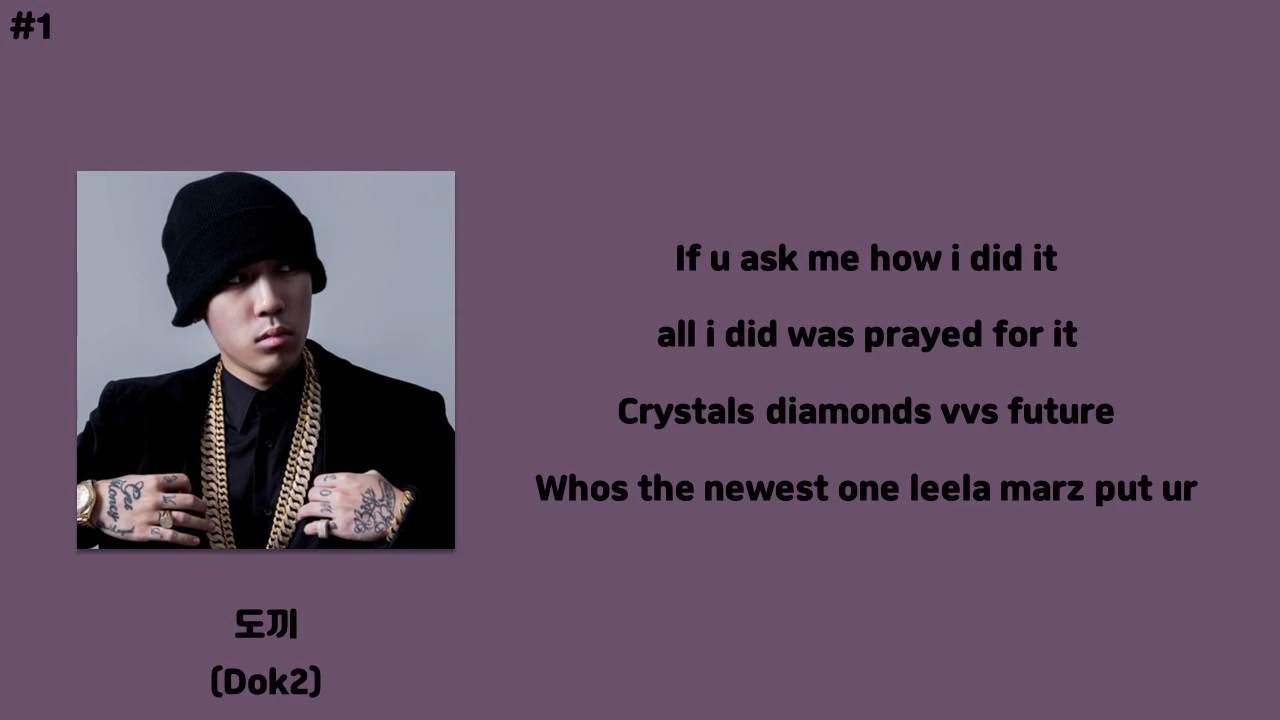 #1
If u ask me how i did it
all i did was prayed for it
Crystals diamonds vvs future
Whos the newest one leela marz put ur
도끼
(Dok2)